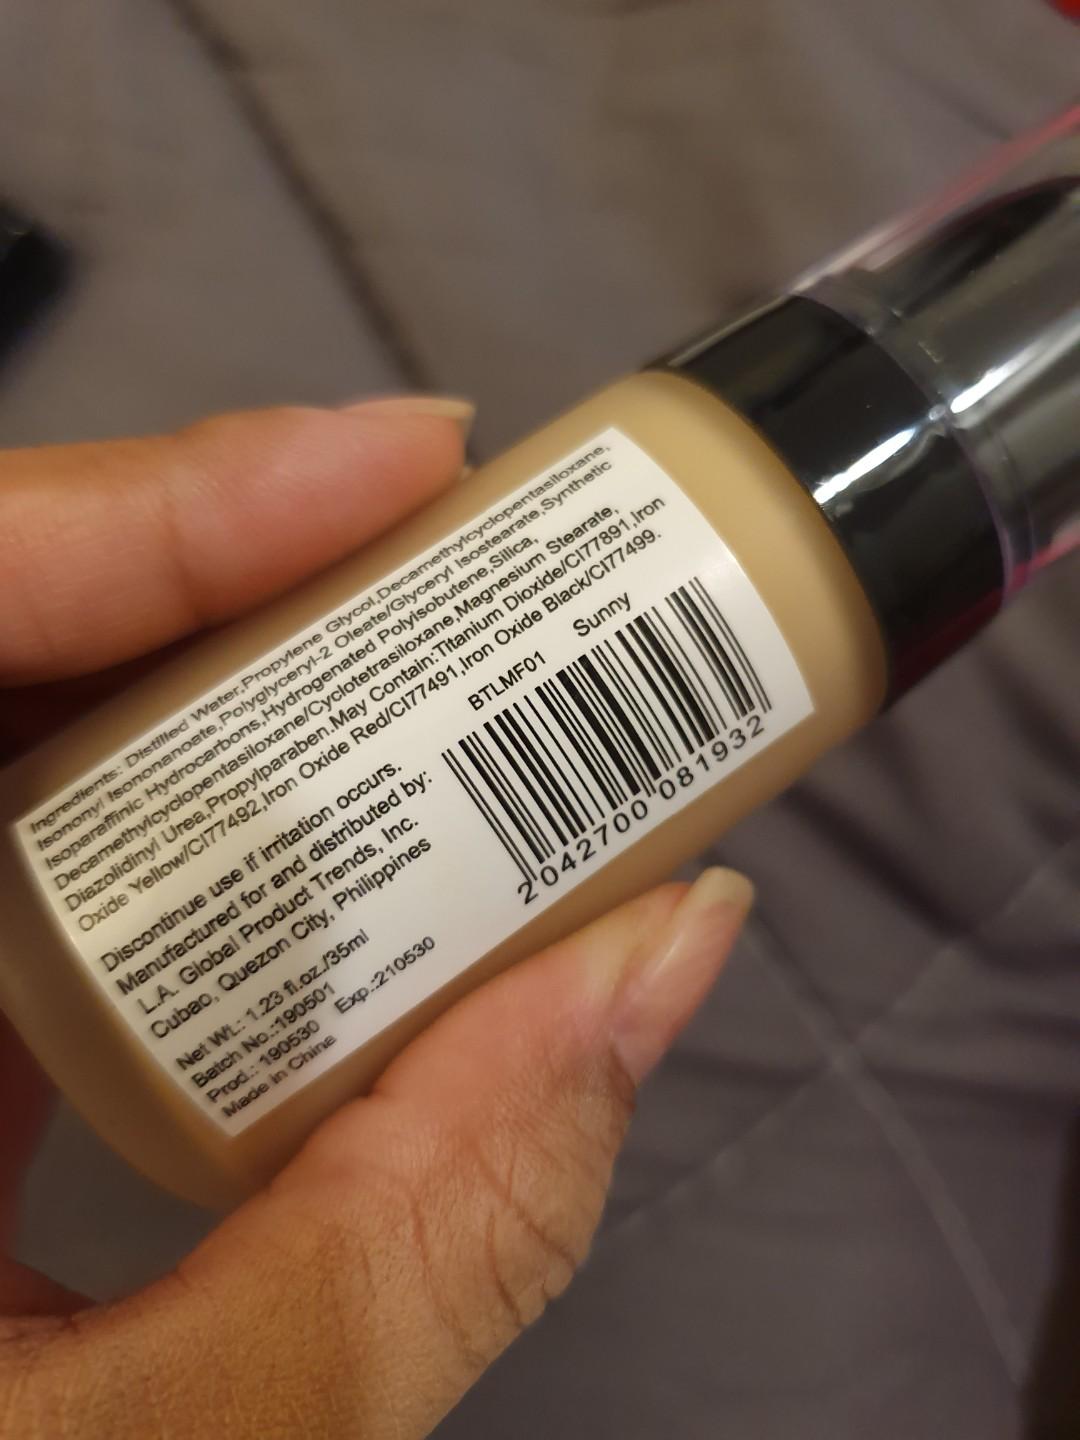 Ingredients: Distilled Water,Propylene Glycol,Decamethylcyclopentasiloxane,
Isononyl Isononanoate,Polyglyceryl-2 Oleate/Glyceryl Isostearate,Synthetic
Isoparaffinic Hydrocarbons,Hydrogenated Polyisobutene,Silica,
Decamethylcyclopentasiloxane/Cyclotetrasiloxane,Magnesium Stearate,
Diazolidinyl Urea,Propylparaben.May Contain:Titanium Dioxide/CI77891,Iron
Oxide Yellow/CI77492,Iron Oxide Red/CI77491,Iron Oxide Black/CI77499.
Discontinue use if irritation occurs.
Manufactured for and distributed by:
L.A. Global Product Trends, Inc.
Cubao, Quezon City, Philippines
Net Wt.: 1.23 fl.oz./35ml
Batch No.:190501
Prod.: 190530 Exp.:210530
Made in China
BTLMF01 Sunny
2042700081932